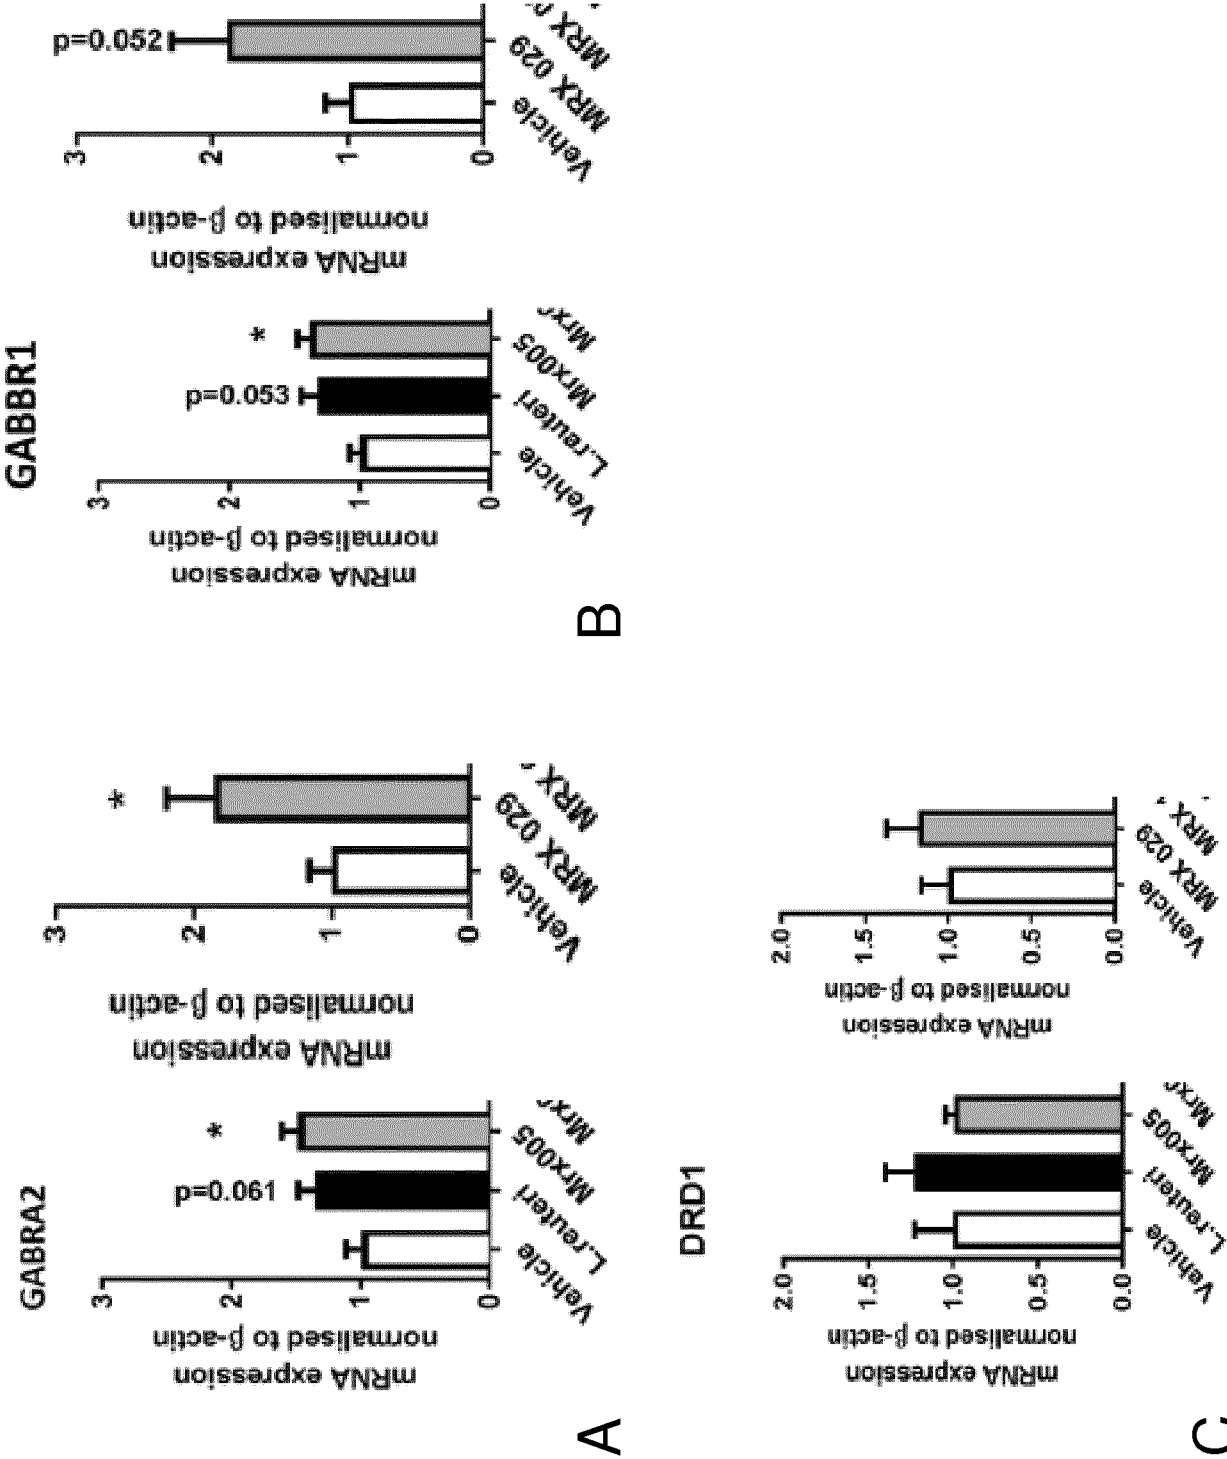 GABRA2
mRNA expression
normalised to β-actin
3
2
1
0
p=0.061
*
Vehicle
L.reuteri
Mrx005
mRNA expression
normalised to β-actin
3
2
1
0
*
Vehicle
MRX 029
MRX
A
GABBR1
mRNA expression
normalised to β-actin
3
2
1
0
p=0.053
*
Vehicle
L.reuteri
Mrx005
mRNA expression
normalised to β-actin
3
2
1
0
p=0.052
Vehicle
MRX 029
MRX
B
DRD1
mRNA expression
normalised to β-actin
2.0
1.5
1.0
0.5
0.0
Vehicle
L.reuteri
Mrx005
mRNA expression
normalised to β-actin
2.0
1.5
1.0
0.5
0.0
Vehicle
MRX 029
MRX
C